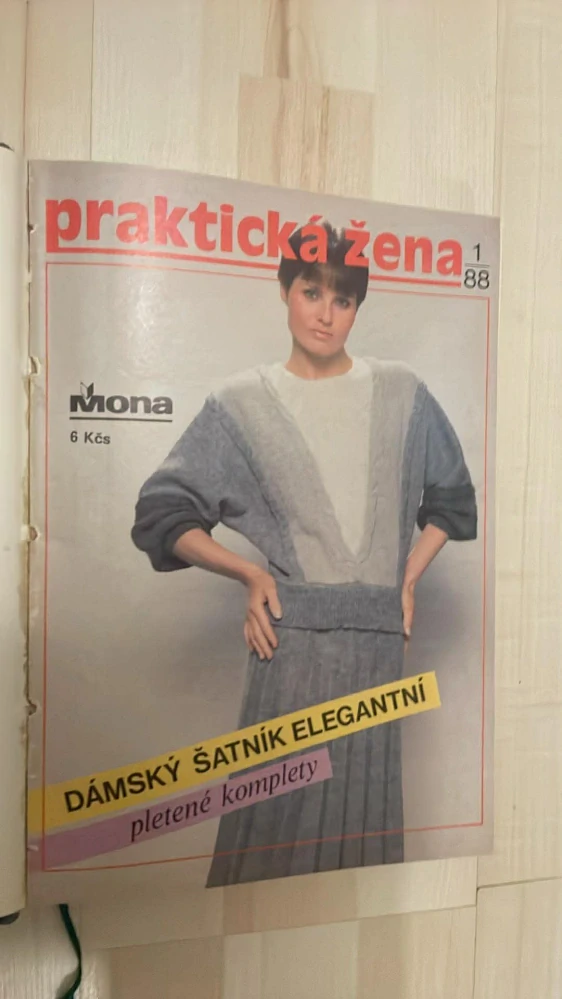 praktická žena
1
88
Mona
6 Kčs
DÁMSKÝ ŠATNÍK ELEGANTNÍ
pletené komplety